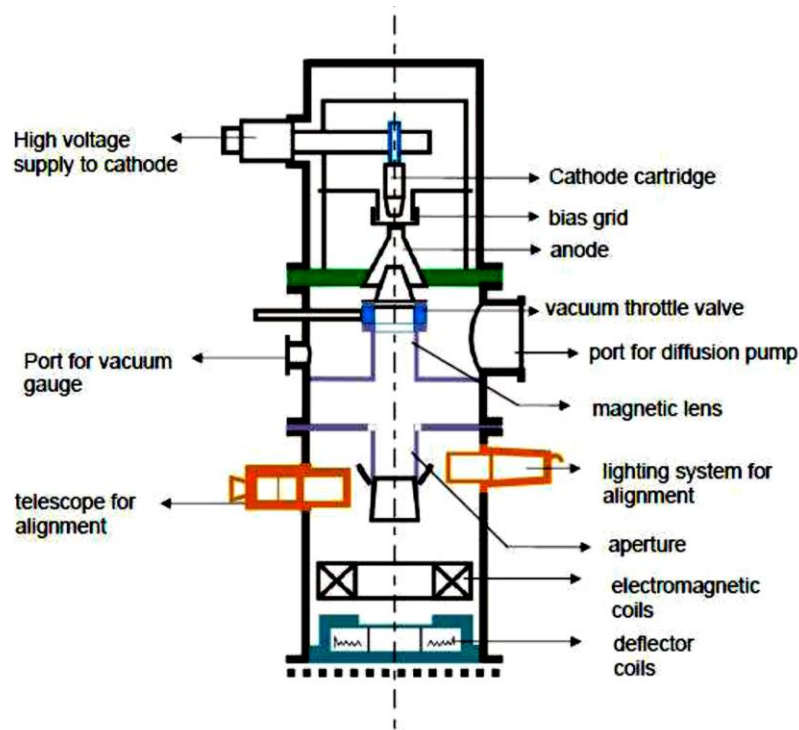 High voltage
supply to cathode
Cathode cartridge
bias grid
anode
vacuum throttle valve
Port for vacuum
gauge
port for diffusion pump
magnetic lens
telescope for
alignment
lighting system for
alignment
aperture
electromagnetic
coils
deflector
coils